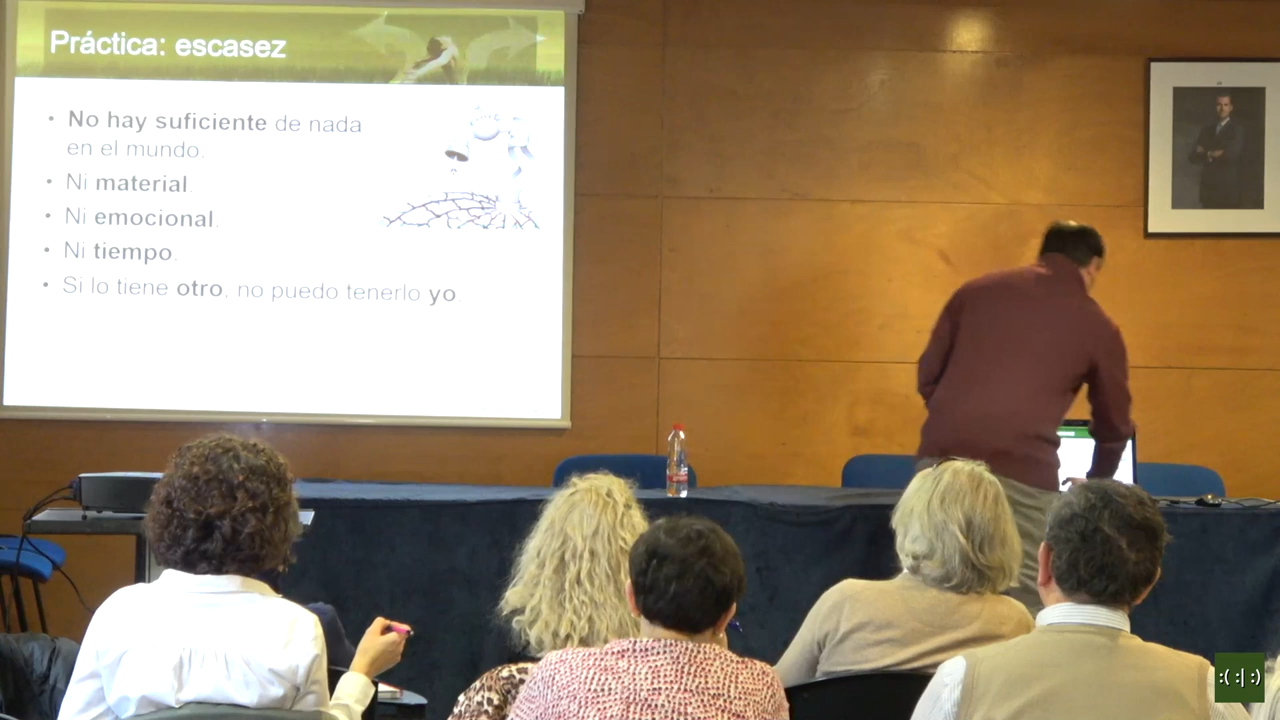 Práctica: escasez
• No hay suficiente de nada
en el mundo.
• Ni material.
• Ni emocional.
• Ni tiempo.
• Si lo tiene otro, no puedo tenerlo yo.
:( :| :)